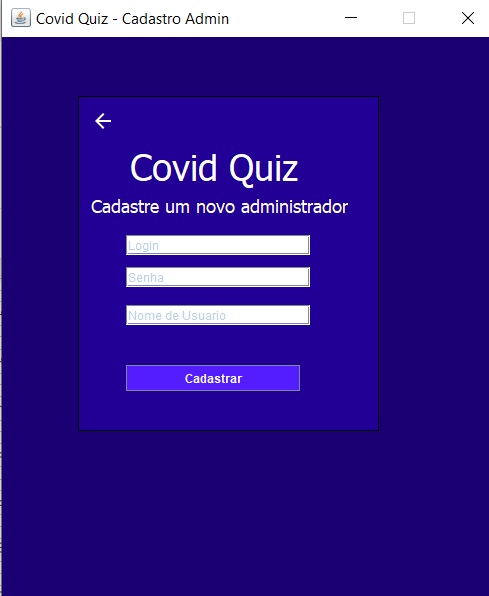 Covid Quiz - Cadastro Admin
Covid Quiz
Cadastre um novo administrador
Login
Senha
Nome de Usuario
Cadastrar